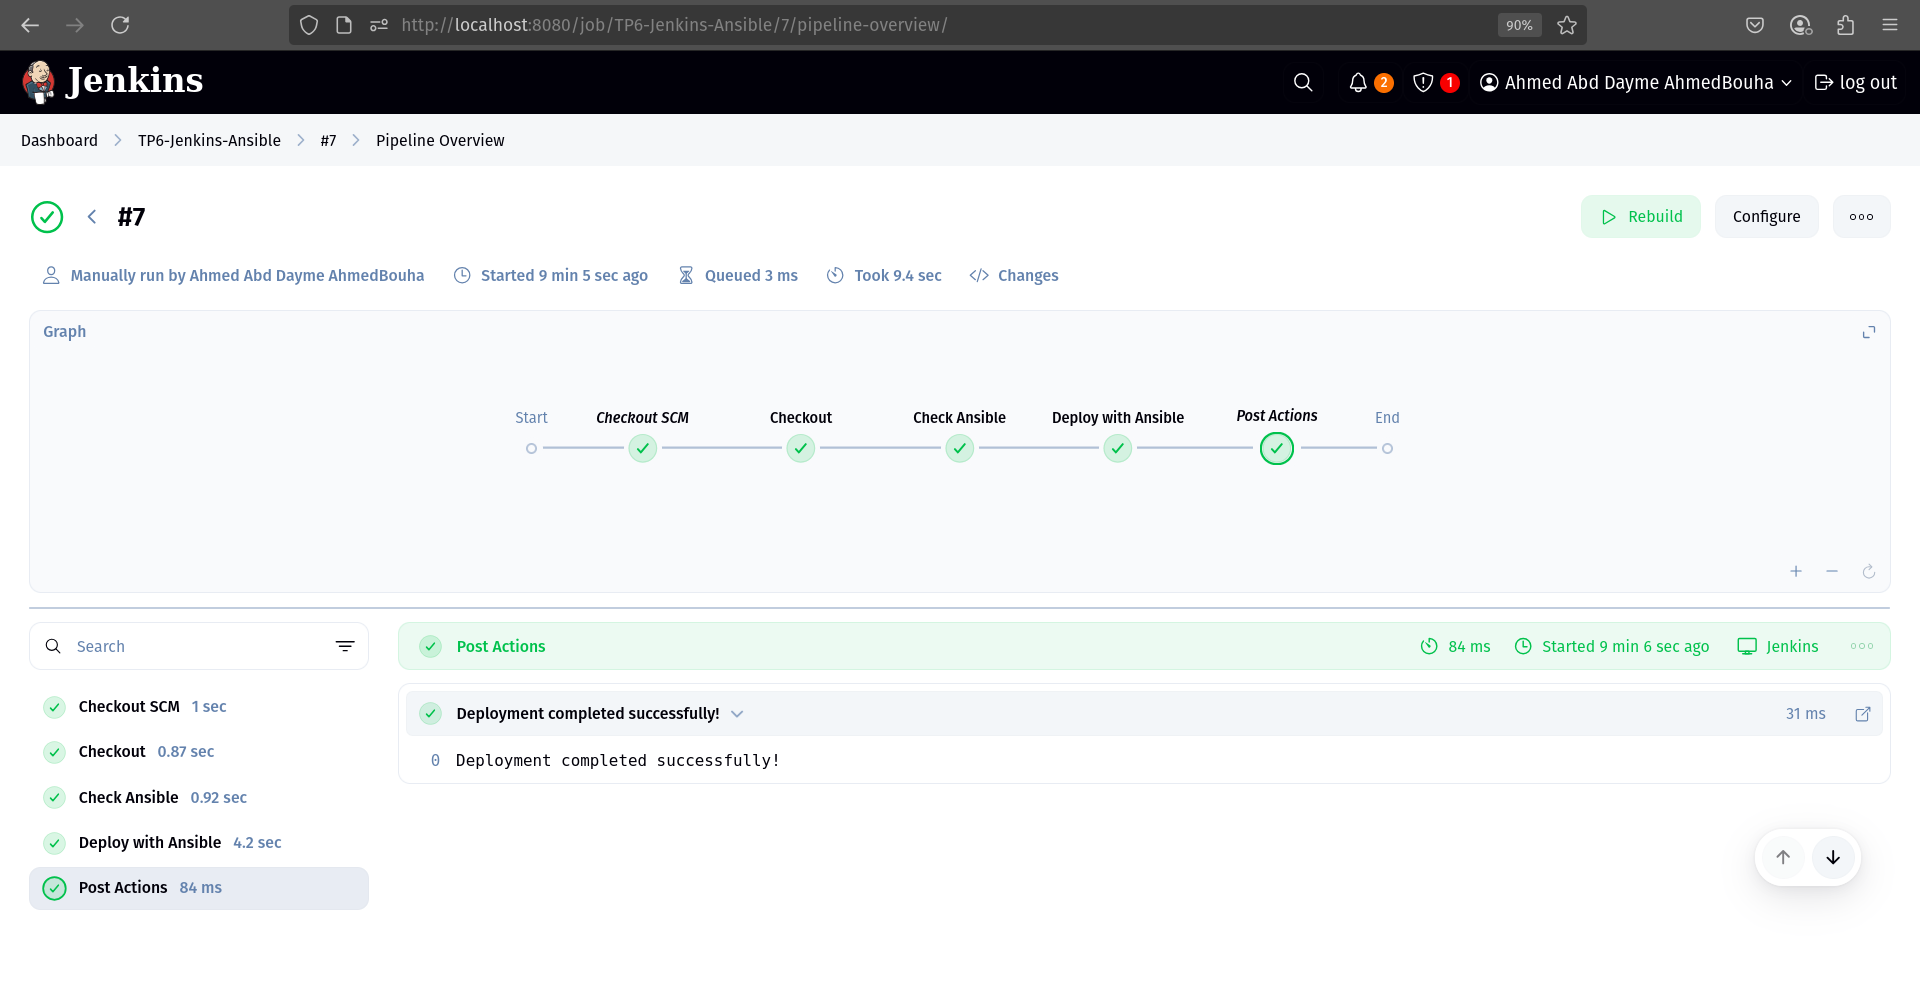 http://localhost:8080/job/TP6-Jenkins-Ansible/7/pipeline-overview/
90%
Jenkins
2
1
Ahmed Abd Dayme AhmedBouha
log out
Dashboard
TP6-Jenkins-Ansible
#7
Pipeline Overview
#7
Rebuild
Configure
Manually run by Ahmed Abd Dayme AhmedBouha
Started 9 min 5 sec ago
Queued 3 ms
Took 9.4 sec
Changes
Graph
Start
Checkout SCM
Checkout
Check Ansible
Deploy with Ansible
Post Actions
End
Search
Checkout SCM 1 sec
Checkout 0.87 sec
Check Ansible 0.92 sec
Deploy with Ansible 4.2 sec
Post Actions 84 ms
Post Actions
84 ms
Started 9 min 6 sec ago
Jenkins
Deployment completed successfully!
31 ms
0 Deployment completed successfully!